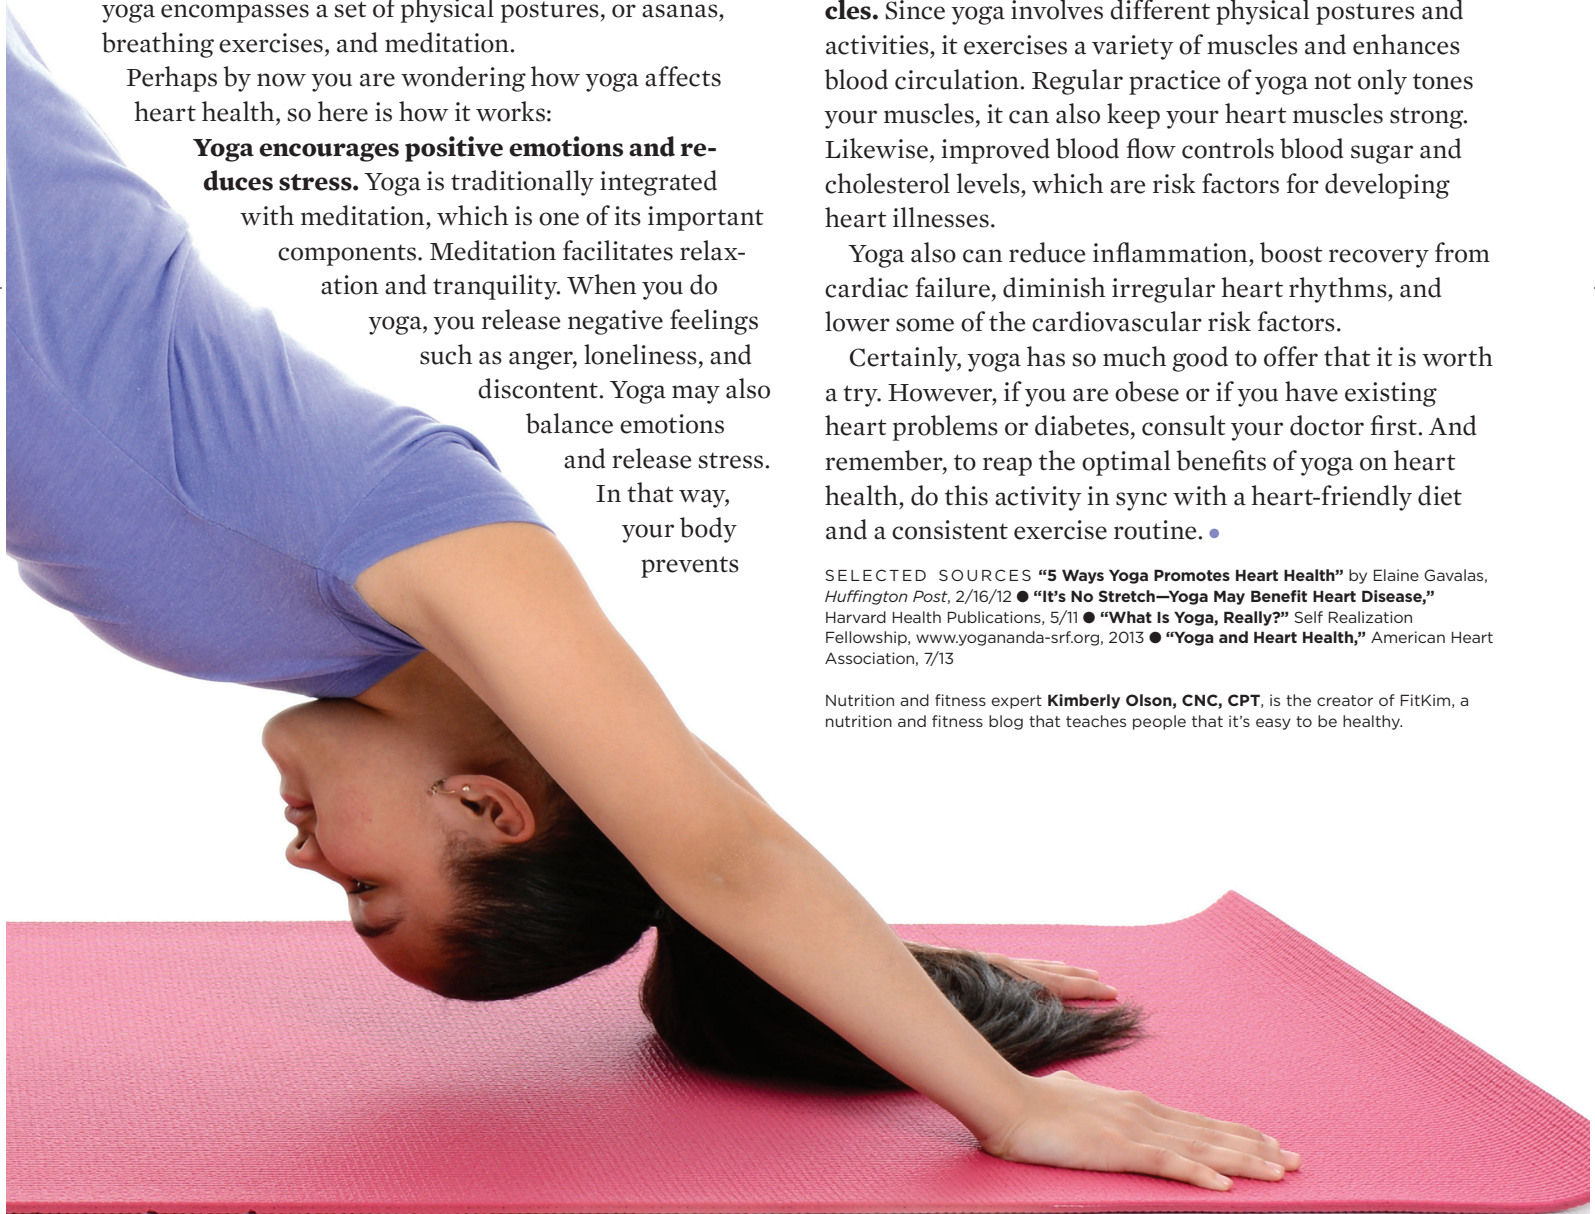 yoga encompasses a set of physical postures, or asanas,
breathing exercises, and meditation.
Perhaps by now you are wondering how yoga affects
heart health, so here is how it works:
Yoga encourages positive emotions and re-
duces stress. Yoga is traditionally integrated
with meditation, which is one of its important
components. Meditation facilitates relax-
ation and tranquility. When you do
yoga, you release negative feelings
such as anger, loneliness, and
discontent. Yoga may also
balance emotions
and release stress.
In that way,
your body
prevents
cles. Since yoga involves different physical postures and
activities, it exercises a variety of muscles and enhances
blood circulation. Regular practice of yoga not only tones
your muscles, it can also keep your heart muscles strong.
Likewise, improved blood flow controls blood sugar and
cholesterol levels, which are risk factors for developing
heart illnesses.
Yoga also can reduce inflammation, boost recovery from
cardiac failure, diminish irregular heart rhythms, and
lower some of the cardiovascular risk factors.
Certainly, yoga has so much good to offer that it is worth
a try. However, if you are obese or if you have existing
heart problems or diabetes, consult your doctor first. And
remember, to reap the optimal benefits of yoga on heart
health, do this activity in sync with a heart-friendly diet
and a consistent exercise routine. •
SELECTED SOURCES “5 Ways Yoga Promotes Heart Health” by Elaine Gavalas,
Huffington Post, 2/16/12 ● “It’s No Stretch—Yoga May Benefit Heart Disease,”
Harvard Health Publications, 5/11 ● “What Is Yoga, Really?” Self Realization
Fellowship, www.yogananda-srf.org, 2013 ● “Yoga and Heart Health,” American Heart
Association, 7/13
Nutrition and fitness expert Kimberly Olson, CNC, CPT, is the creator of FitKim, a
nutrition and fitness blog that teaches people that it’s easy to be healthy.